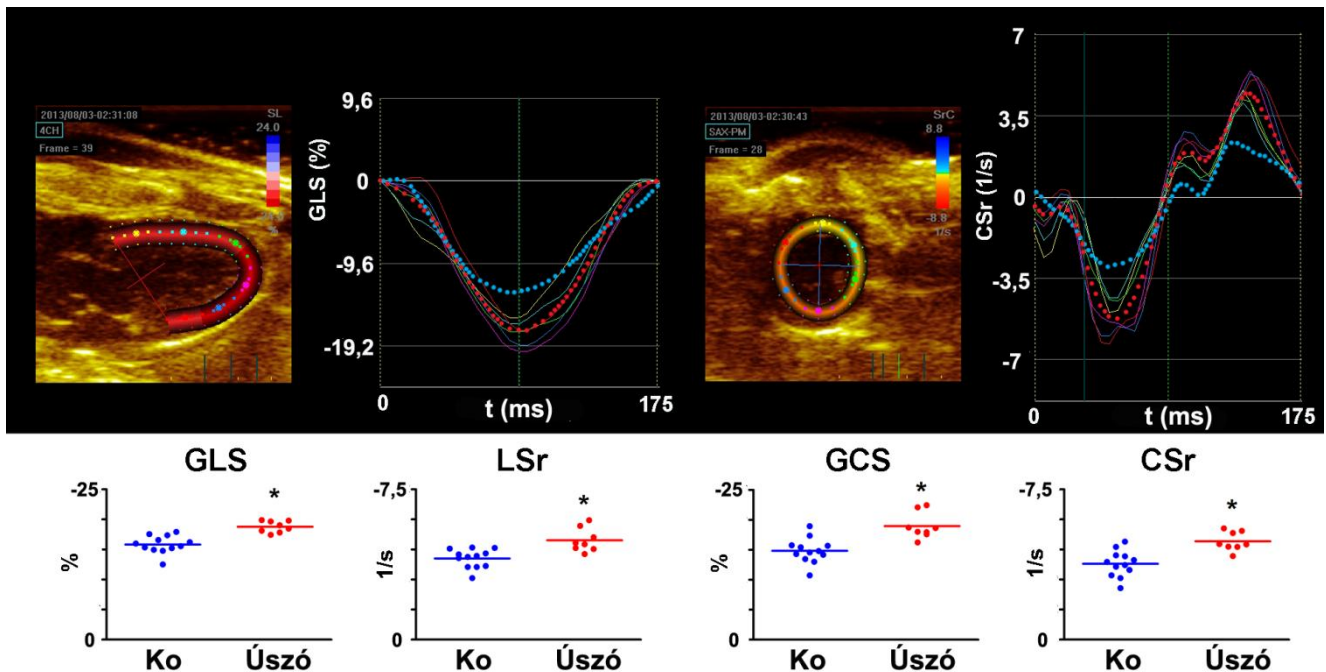 2013/08/03-02:31:08
4CH
Frame = 39
SL
24.0
%
GLS (%)
9,6
0
-9,6
-19,2
0
t (ms)
175
2013/08/03-02:30:43
SAX-PM
Frame = 28
SrC
8.8
-8.8
1/s
CSr (1/s)
7
3,5
0
-3,5
-7
0
t (ms)
175
GLS
-25
%
0
Ko
Úszó
*
LSr
-7,5
1/s
0
Ko
Úszó
*
GCS
-25
%
0
Ko
Úszó
*
CSr
-7,5
1/s
0
Ko
Úszó
*